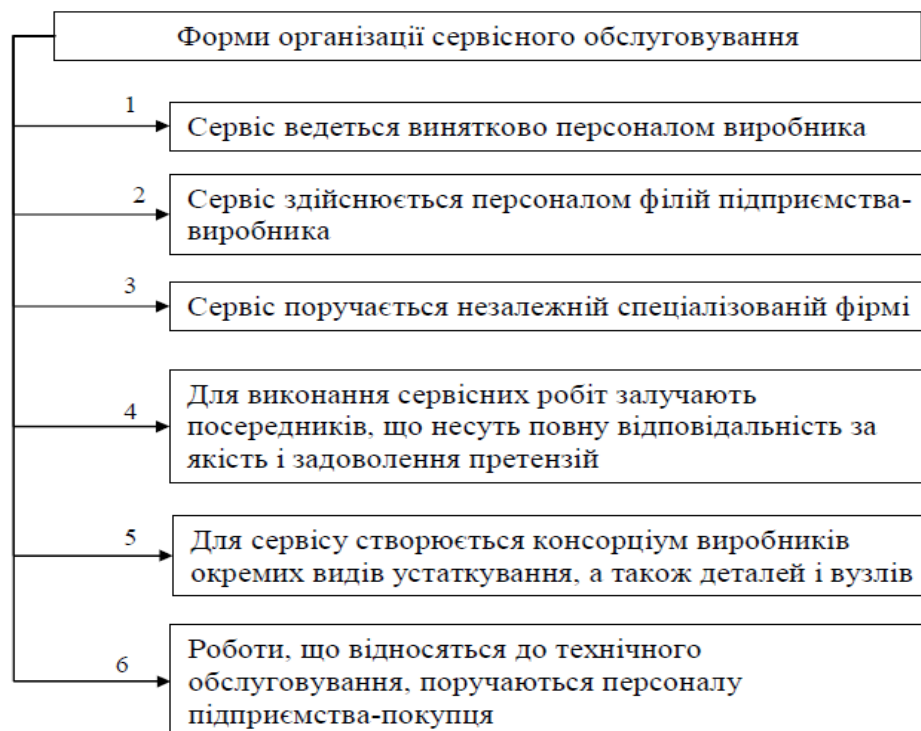 Форми організації сервісного обслуговування
1
Сервіс ведеться винятково персоналом виробника
2
Сервіс здійснюється персоналом філій підприємства-
виробника
3
Сервіс поручається незалежній спеціалізованій фірмі
4
Для виконання сервісних робіт залучають
посередників, що несуть повну відповідальність за
якість і задоволення претензій
5
Для сервісу створюється консорціум виробників
окремих видів устаткування, а також деталей і вузлів
6
Роботи, що відносяться до технічного
обслуговування, поручаються персоналу
підприємства-покупця